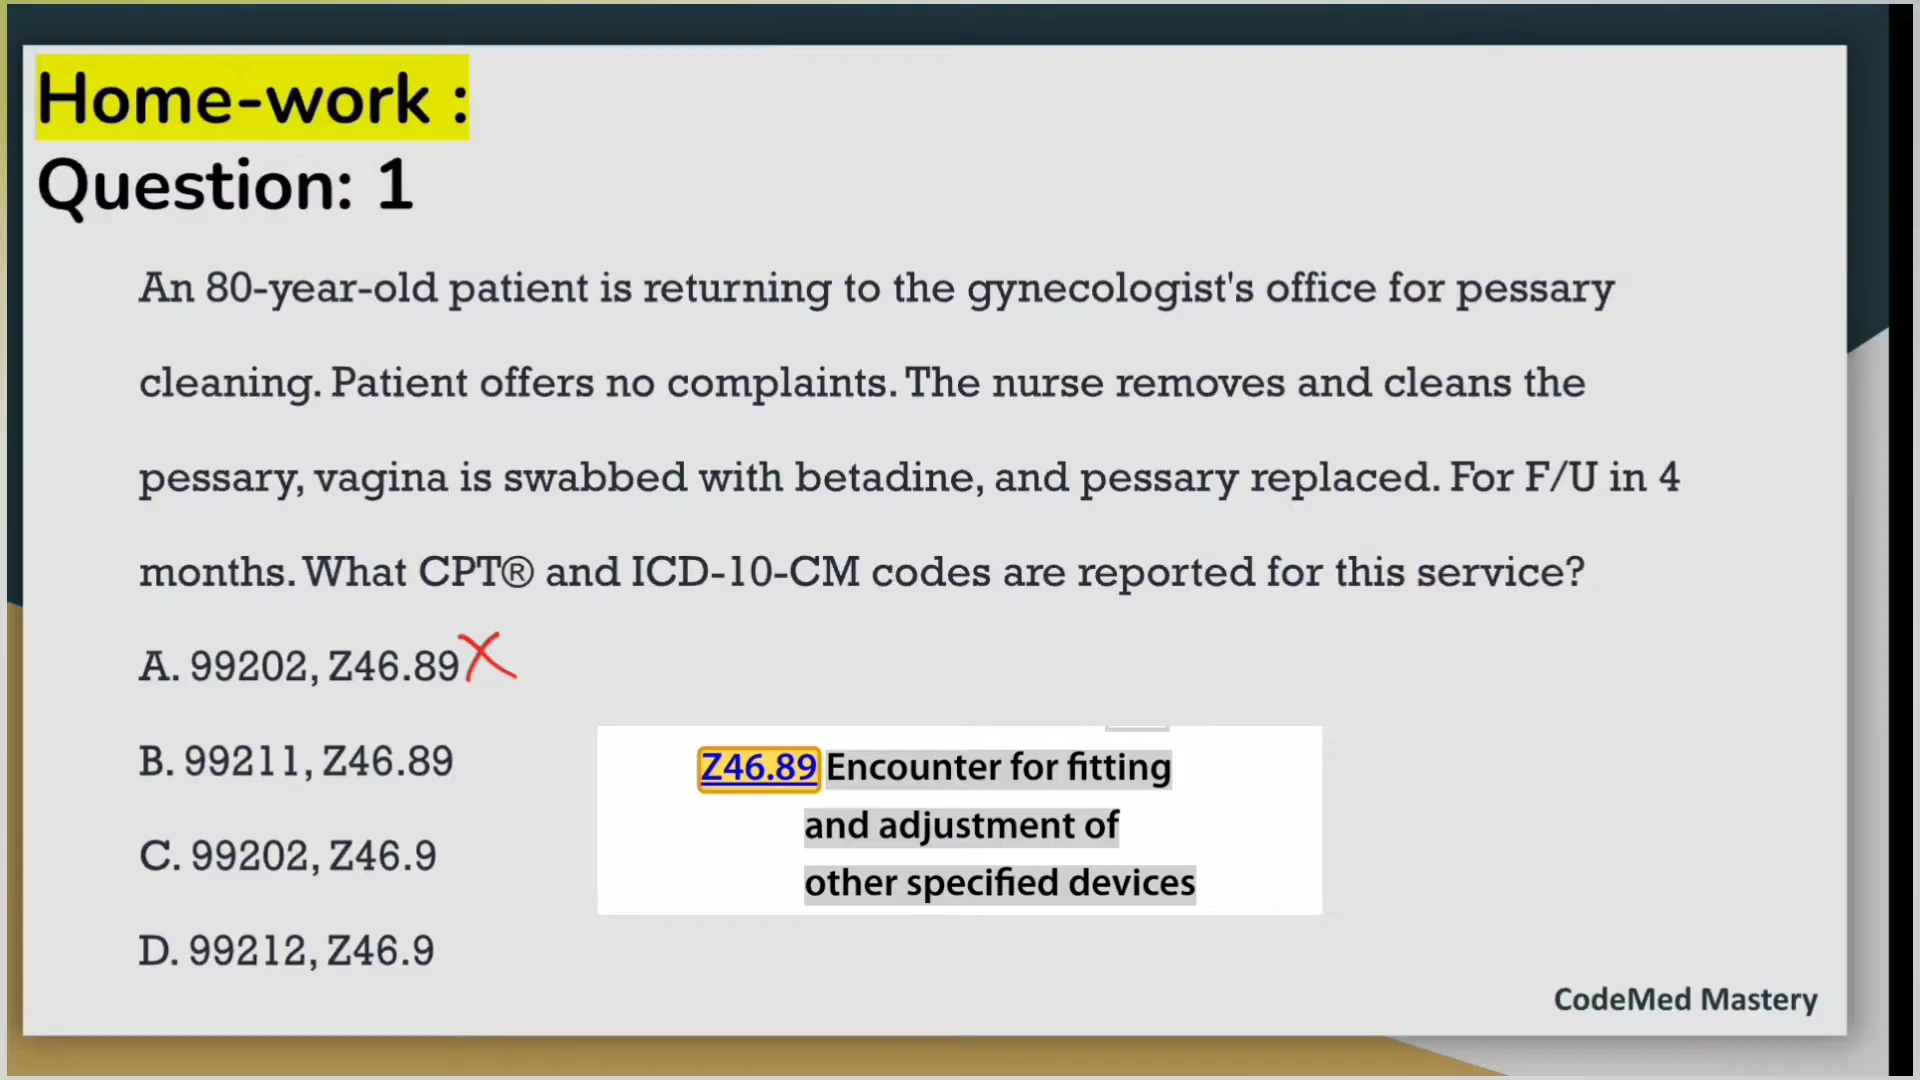 Home-work :
Question: 1
An 80-year-old patient is returning to the gynecologist's office for pessary
cleaning. Patient offers no complaints. The nurse removes and cleans the
pessary, vagina is swabbed with betadine, and pessary replaced. For F/U in 4
months. What CPT® and ICD-10-CM codes are reported for this service?
A. 99202, Z46.89
B. 99211, Z46.89
C. 99202, Z46.9
D. 99212, Z46.9
Z46.89 Encounter for fitting
and adjustment of
other specified devices
CodeMed Mastery